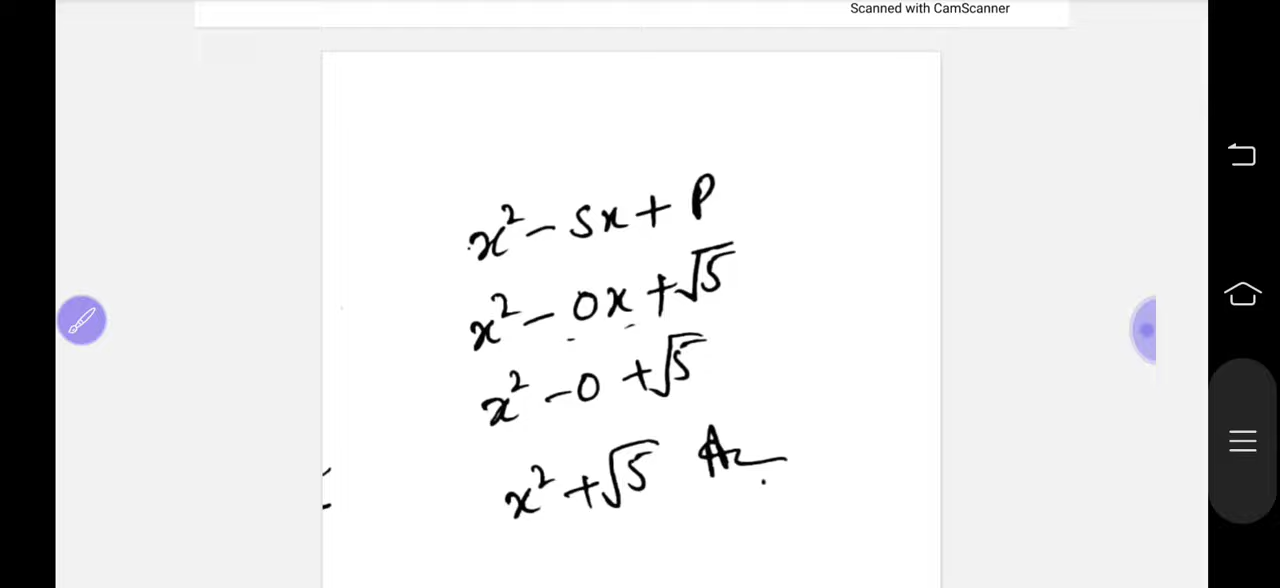 Scanned with CamScanner
x² - Sx + P
x² - 0x + √5
x² - 0 + √5
x² + √5 Ans